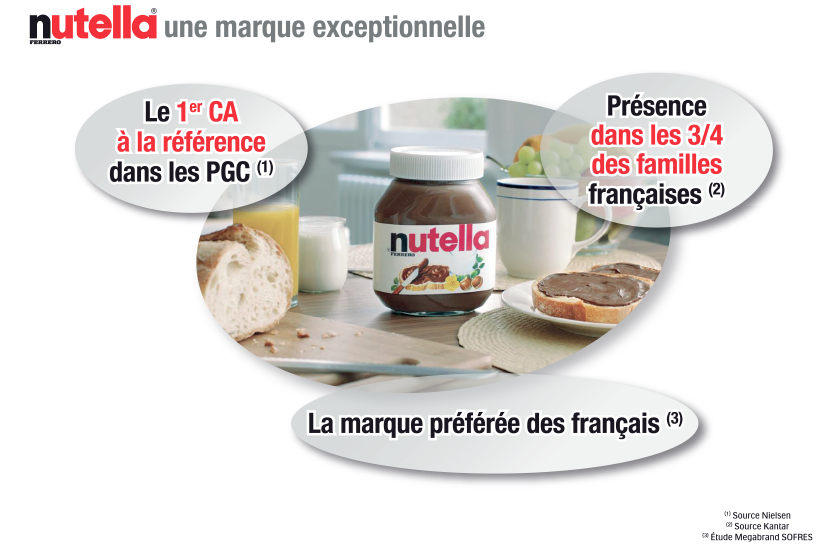 nutella® une marque exceptionnelle
FERRERO
Le 1er CA
à la référence
dans les PGC (1)
Présence
dans les 3/4
des familles
françaises (2)
nutella
FERRERO
La marque préférée des français (3)
(1) Source Nielsen
(2) Source Kantar
(3) Étude Megabrand SOFRES